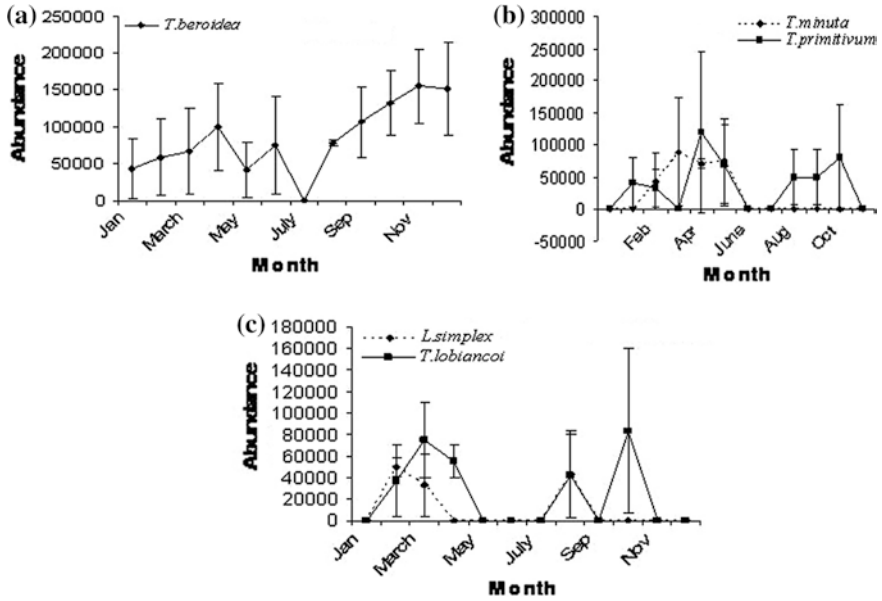 (a)
T.beroidea
250000
200000
150000
100000
50000
0
Abundance
Jan
March
May
July
Sep
Nov
Month
(b)
T.minuta
T.primitivum
300000
250000
200000
150000
100000
50000
0
-50000
Abundance
Feb
Apr
June
Aug
Oct
Month
(c)
L.simplex
T.lobiancoi
180000
160000
140000
120000
100000
80000
60000
40000
20000
0
Abundance
Jan
March
May
July
Sep
Nov
Month